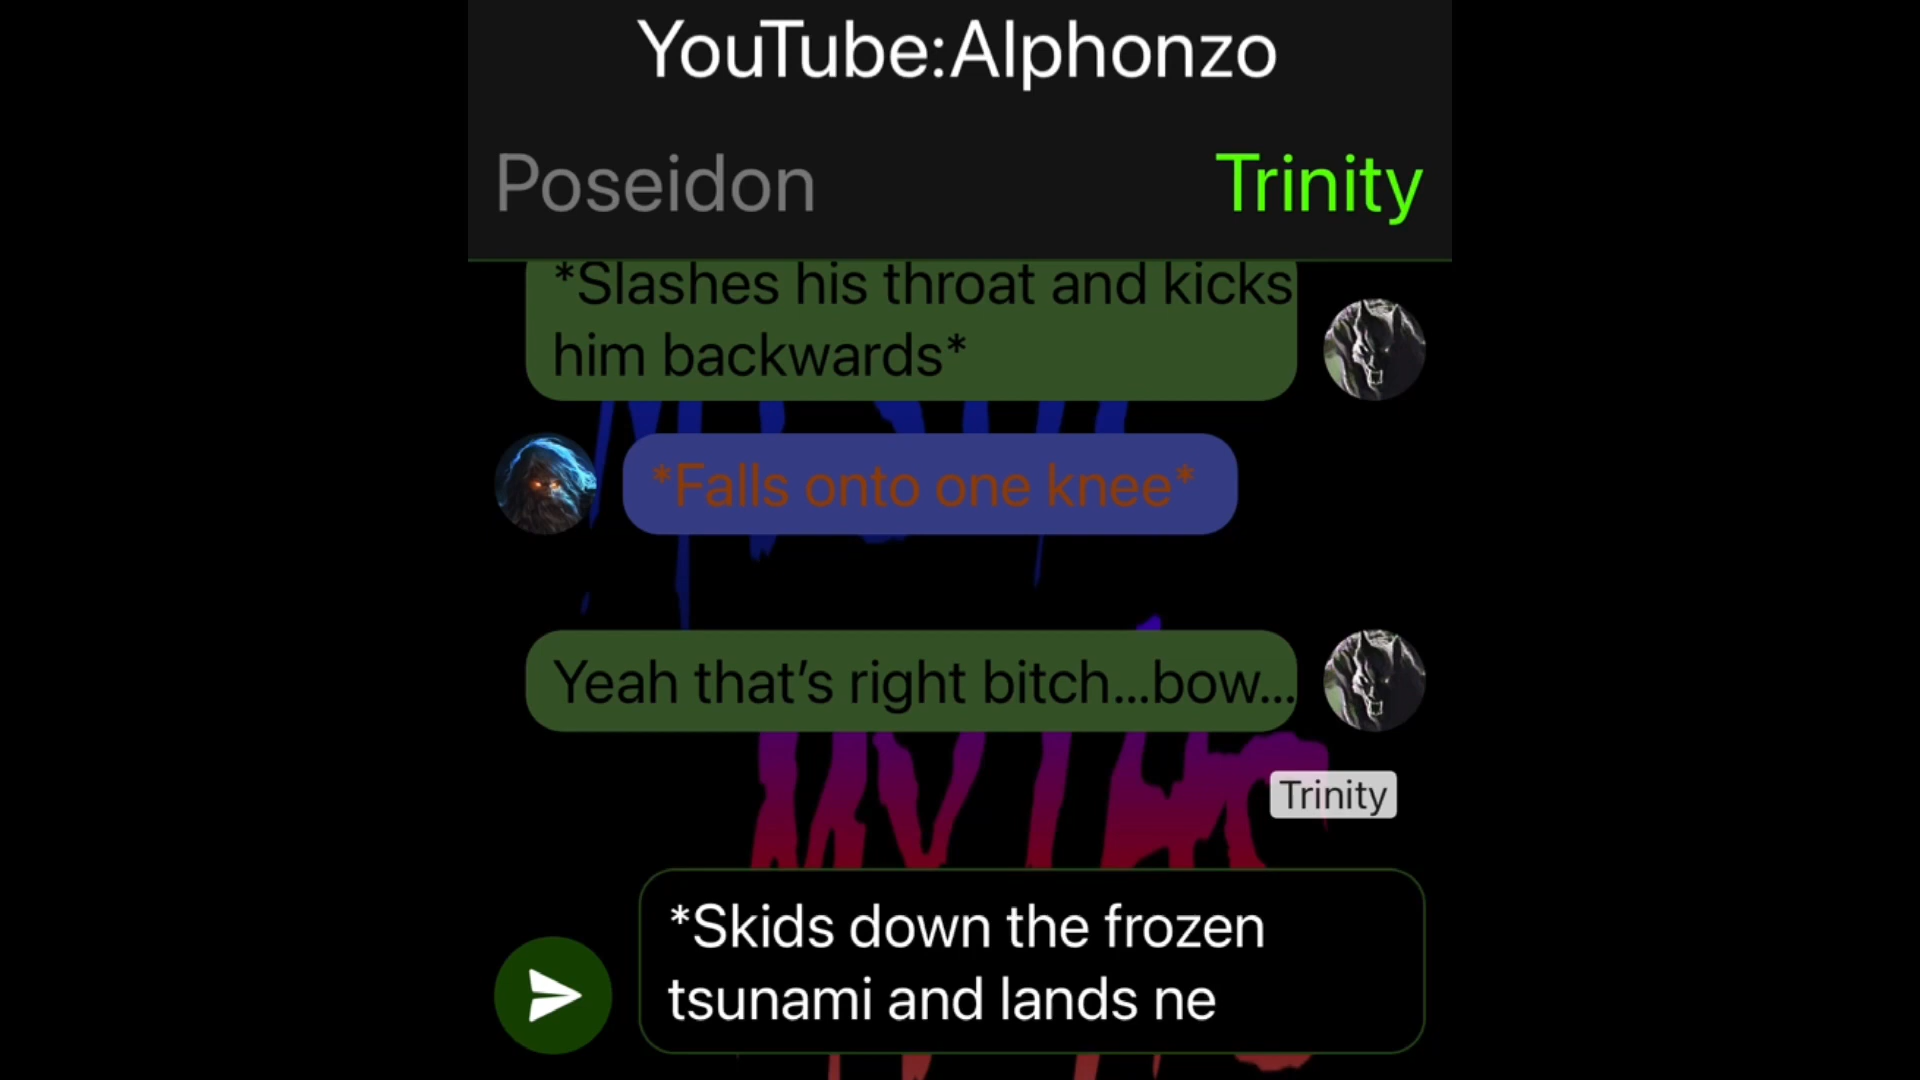 YouTube:Alphonzo
Poseidon
Trinity
*Slashes his throat and kicks
him backwards*
*Falls onto one knee*
Yeah that’s right bitch...bow...
Trinity
*Skids down the frozen
tsunami and lands ne